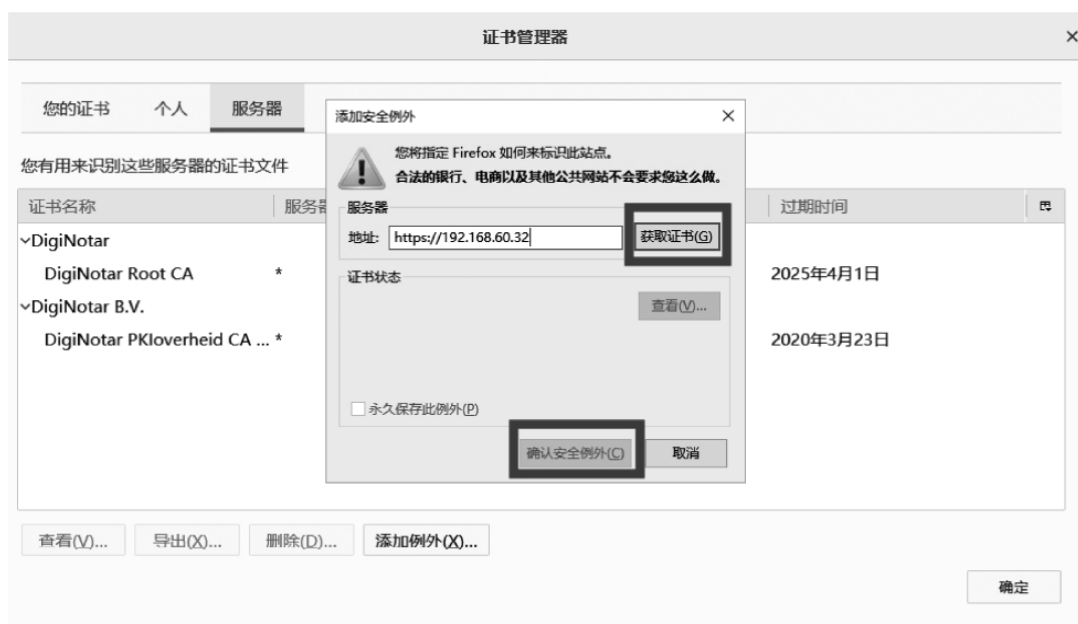 证书管理器
×
您的证书 个人 服务器
您有用来识别这些服务器的证书文件
证书名称 服务器 过期时间
DigiNotar
DigiNotar Root CA * 2025年4月1日
DigiNotar B.V.
DigiNotar PKIoverheid CA ... * 2020年3月23日
添加安全例外 ×
您将指定 Firefox 如何来标识此站点。
合法的银行、电商以及其他公共网站不会要求您这么做。
服务器
地址: https://192.168.60.32 获取证书(G)
证书状态
查看(V)...
永久保存此例外(P)
确认安全例外(C) 取消
查看(V)... 导出(X)... 删除(D)... 添加例外(X)...
确定